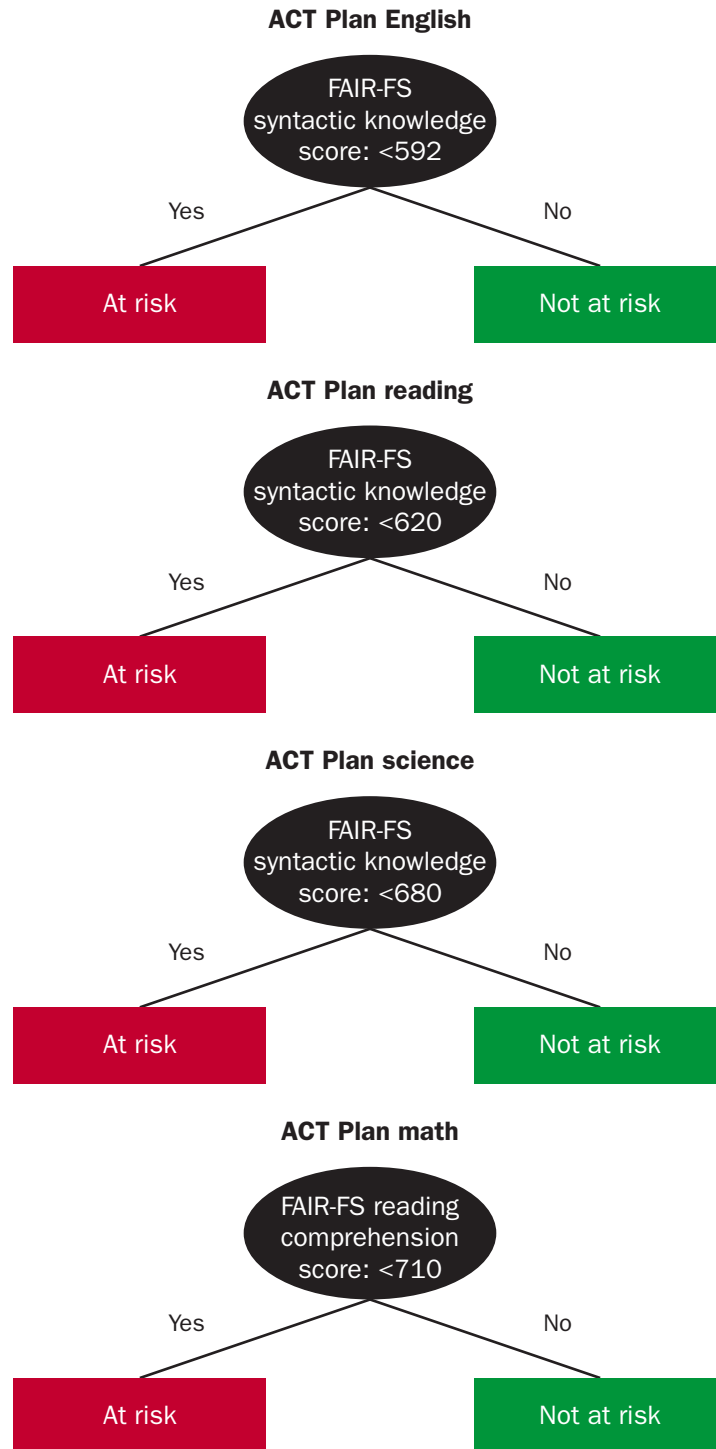 ACT Plan English
FAIR-FS
syntactic knowledge
score: <592
Yes
No
At risk
Not at risk
ACT Plan reading
FAIR-FS
syntactic knowledge
score: <620
Yes
No
At risk
Not at risk
ACT Plan science
FAIR-FS
syntactic knowledge
score: <680
Yes
No
At risk
Not at risk
ACT Plan math
FAIR-FS reading
comprehension
score: <710
Yes
No
At risk
Not at risk